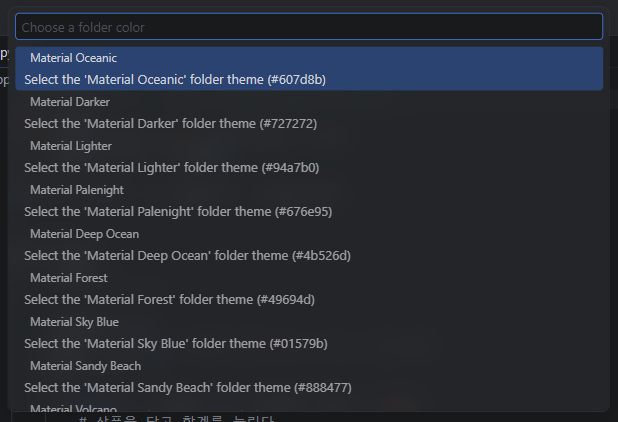 Choose a folder color
Material Oceanic
Select the 'Material Oceanic' folder theme (#607d8b)
Material Darker
Select the 'Material Darker' folder theme (#727272)
Material Lighter
Select the 'Material Lighter' folder theme (#94a7b0)
Material Palenight
Select the 'Material Palenight' folder theme (#676e95)
Material Deep Ocean
Select the 'Material Deep Ocean' folder theme (#4b526d)
Material Forest
Select the 'Material Forest' folder theme (#49694d)
Material Sky Blue
Select the 'Material Sky Blue' folder theme (#01579b)
Material Sandy Beach
Select the 'Material Sandy Beach' folder theme (#888477)
Material Volcano